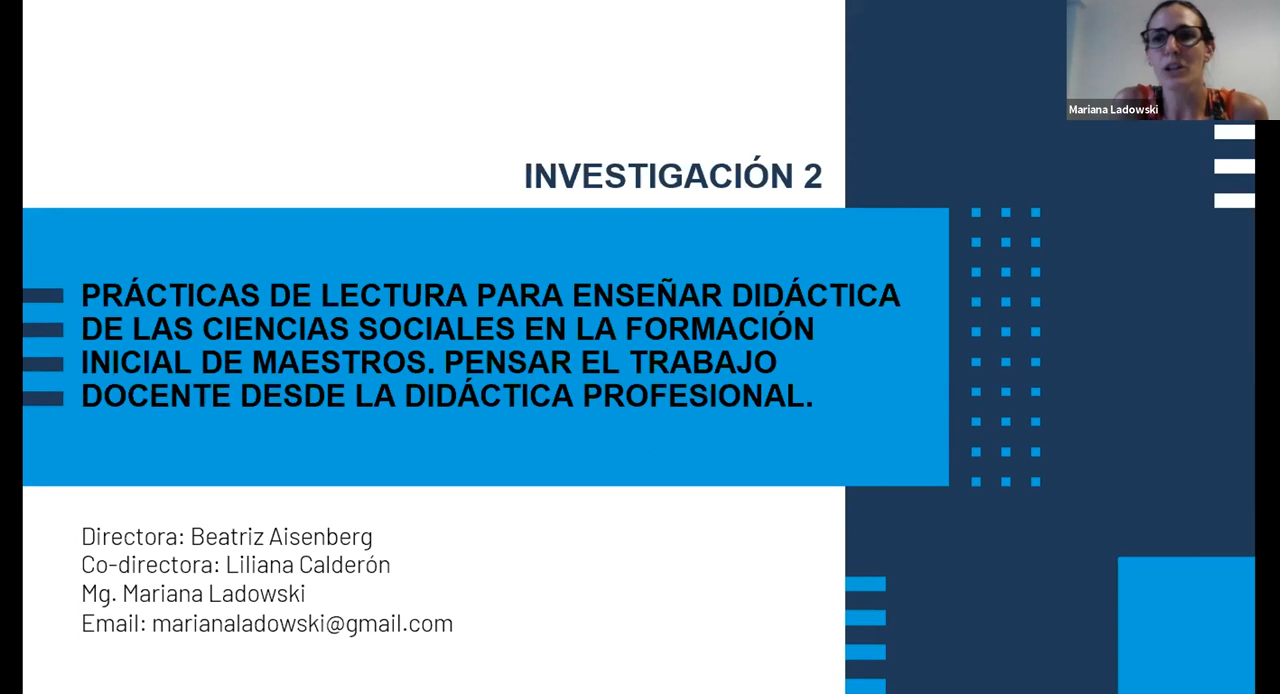 Mariana Ladowski
INVESTIGACIÓN 2
PRÁCTICAS DE LECTURA PARA ENSEÑAR DIDÁCTICA
DE LAS CIENCIAS SOCIALES EN LA FORMACIÓN
INICIAL DE MAESTROS. PENSAR EL TRABAJO
DOCENTE DESDE LA DIDÁCTICA PROFESIONAL.
Directora: Beatriz Aisenberg
Co-directora: Liliana Calderón
Mg. Mariana Ladowski
Email: marianaladowski@gmail.com